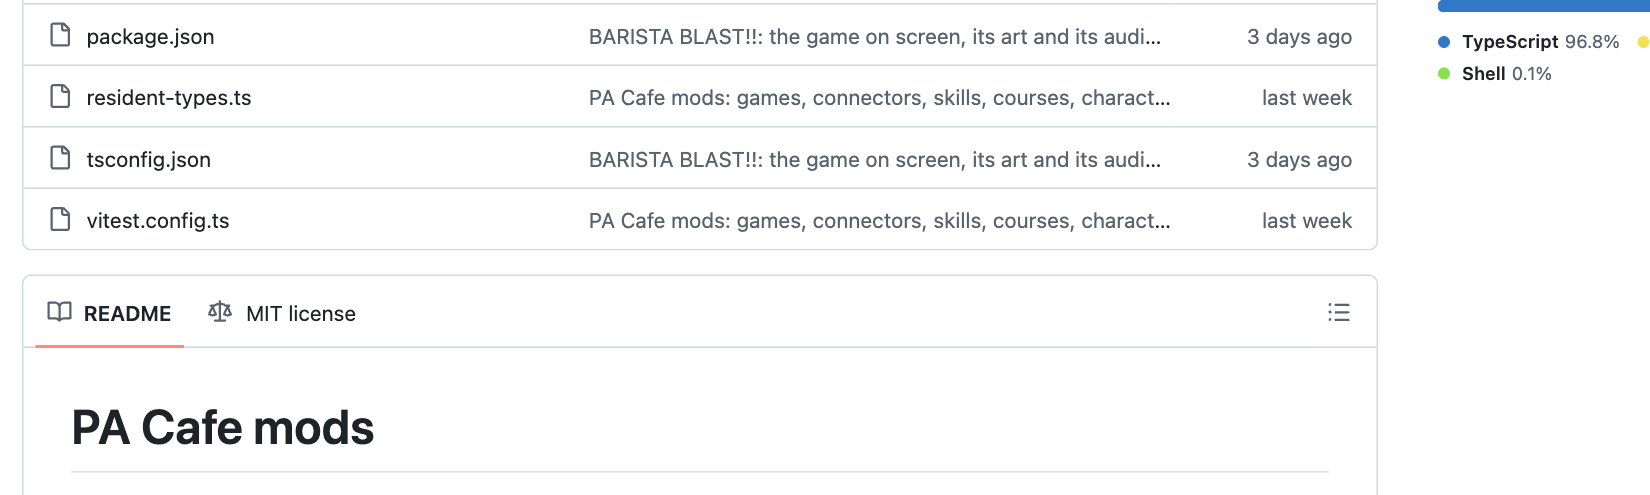 package.json BARISTA BLAST!!: the game on screen, its art and its audi... 3 days ago
resident-types.ts PA Cafe mods: games, connectors, skills, courses, charact... last week
tsconfig.json BARISTA BLAST!!: the game on screen, its art and its audi... 3 days ago
vitest.config.ts PA Cafe mods: games, connectors, skills, courses, charact... last week
README MIT license
PA Cafe mods
TypeScript 96.8%
Shell 0.1%